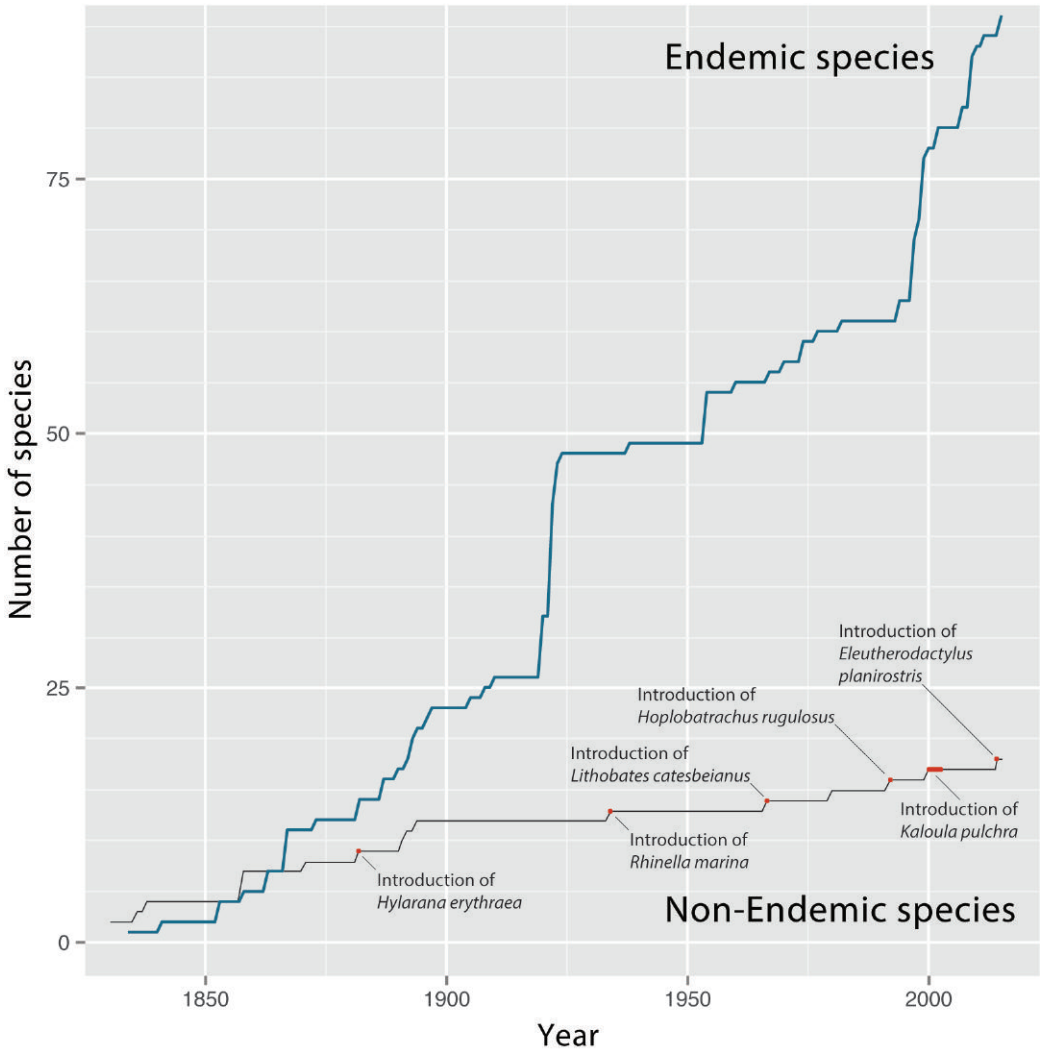 Endemic species
75
50
Number of species
Introduction of
Eleutherodactylus
planirostris
25
Introduction of
Hoplobatrachus rugulosus
Introduction of
Lithobates catesbeianus
Introduction of
Kaloula pulchra
Introduction of
Rhinella marina
Introduction of
Hylarana erythraea
Non-Endemic species
0
1850
1900
1950
2000
Year